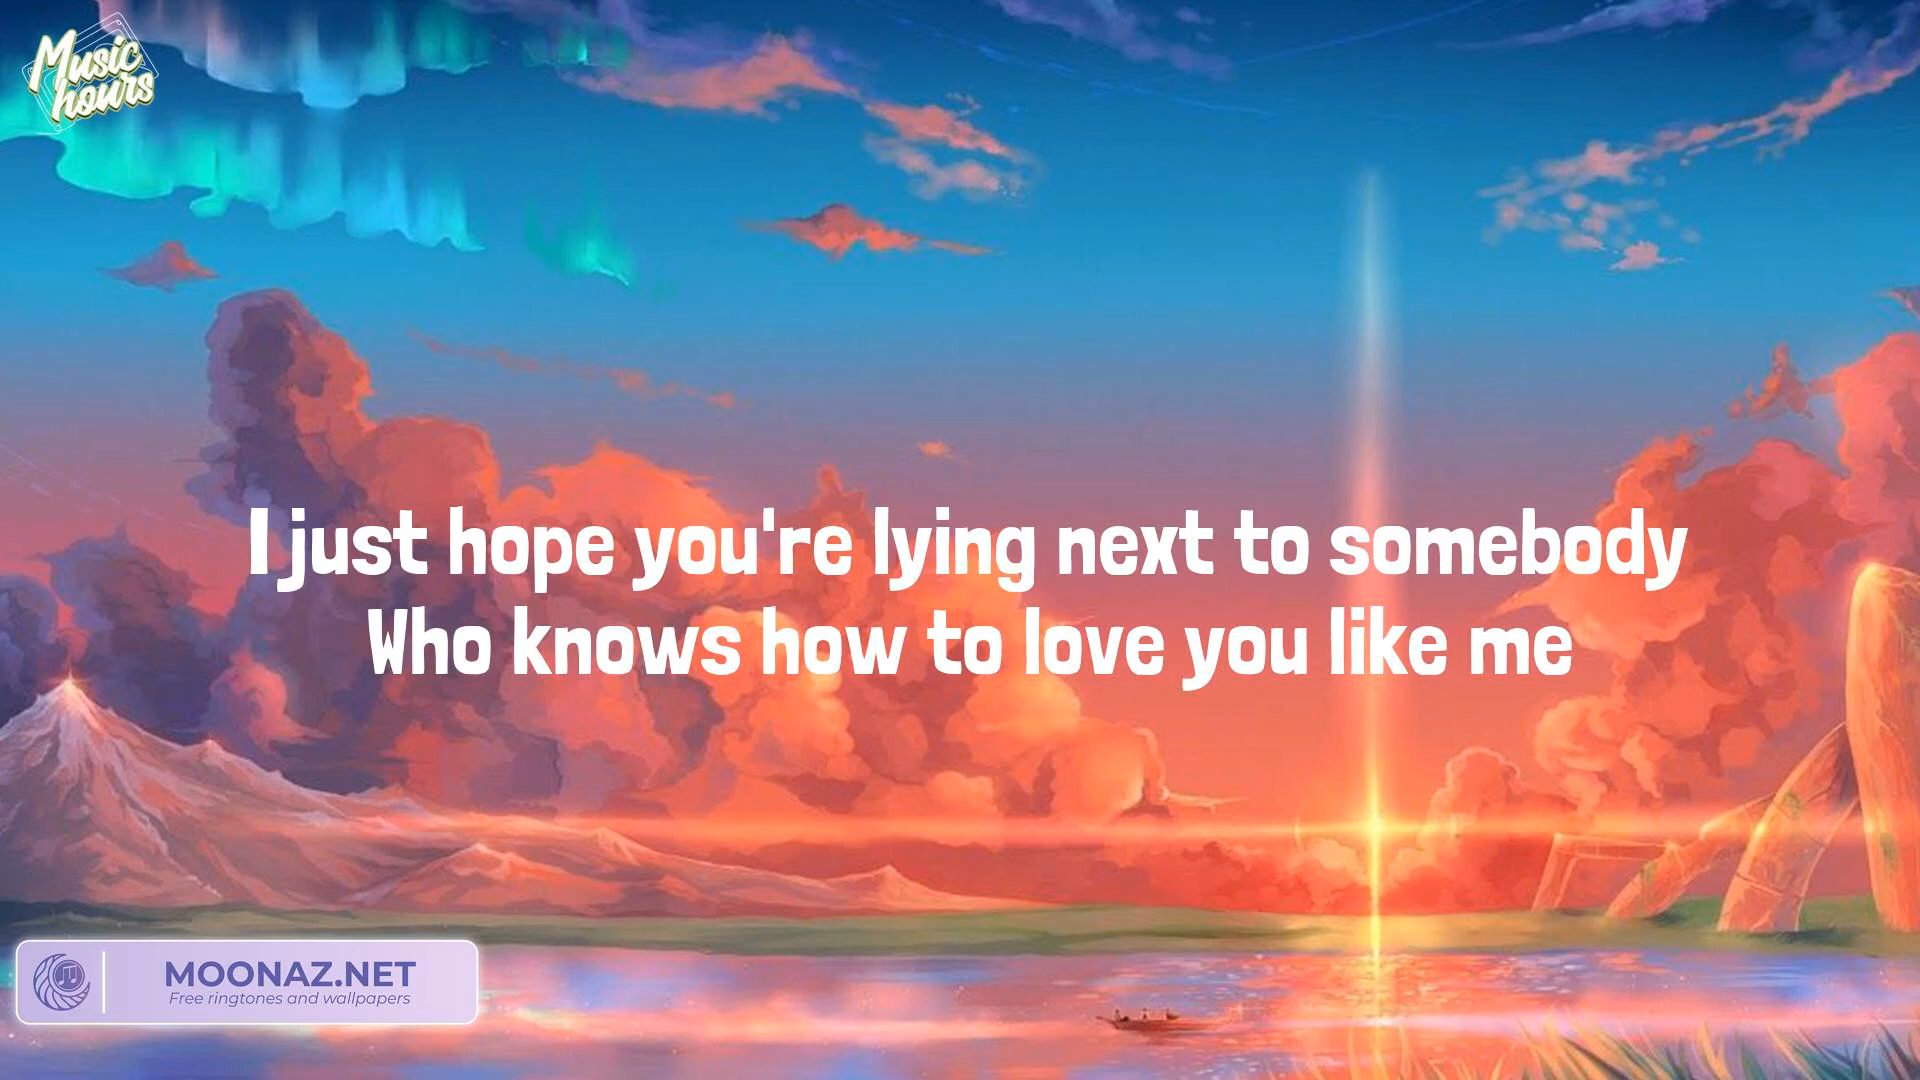 Music
hours
I just hope you're lying next to somebody
Who knows how to love you like me
MOONAZ.NET
Free ringtones and wallpapers